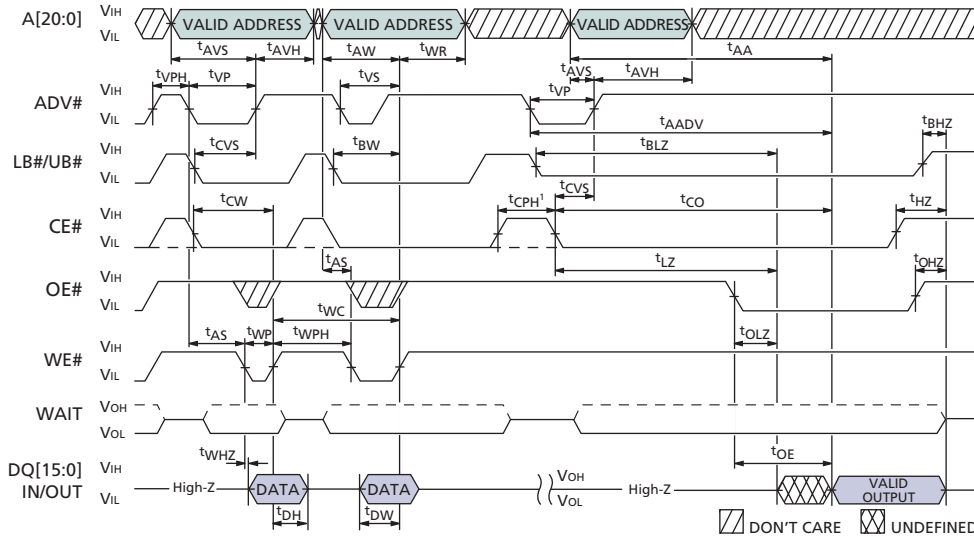 A[20:0] VIH VIL VALID ADDRESS VALID ADDRESS VALID ADDRESS
tAVS tAVH tAW tWR tAA
tVPH tVP tVS tAVS tAVH
ADV# VIH VIL tVP
tAADV
LB#/UB# VIH VIL tCVS tBW tBLZ tBHZ
CE# VIH VIL tCW tCPH¹ tCVS tCO tHZ
tAS tLZ
OE# VIH VIL tOHZ
tWC
tAS tWP tWPH tOLZ
WE# VIH VIL
WAIT VOH VOL
tWHZ tOE
DQ[15:0] IN/OUT VIH VIL High-Z DATA DATA VOH VOL High-Z VALID OUTPUT
tDH tDW
DON'T CARE UNDEFINED